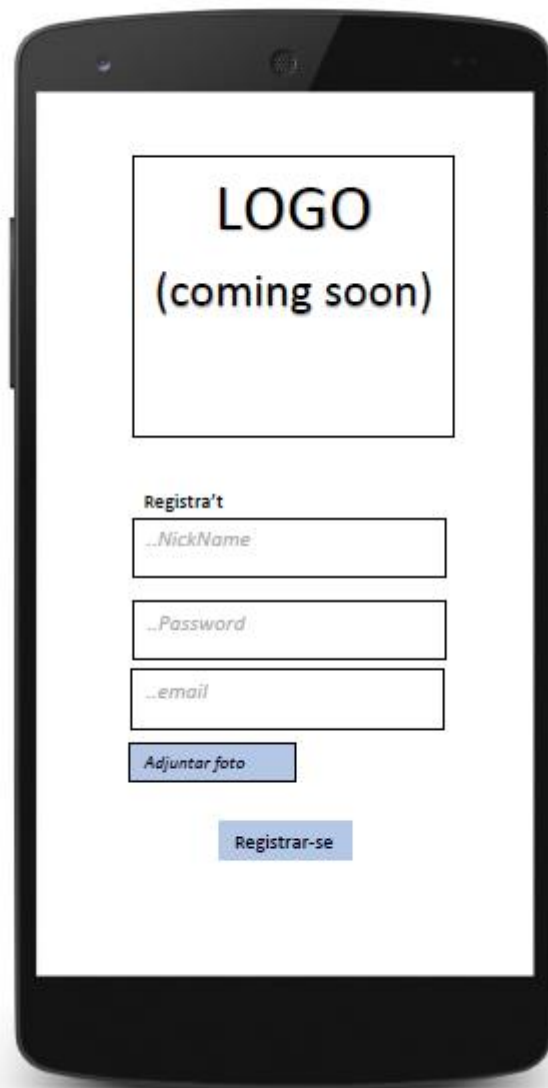 LOGO
(coming soon)
Registra't
..NickName
..Password
..email
Adjuntar foto
Registrar-se